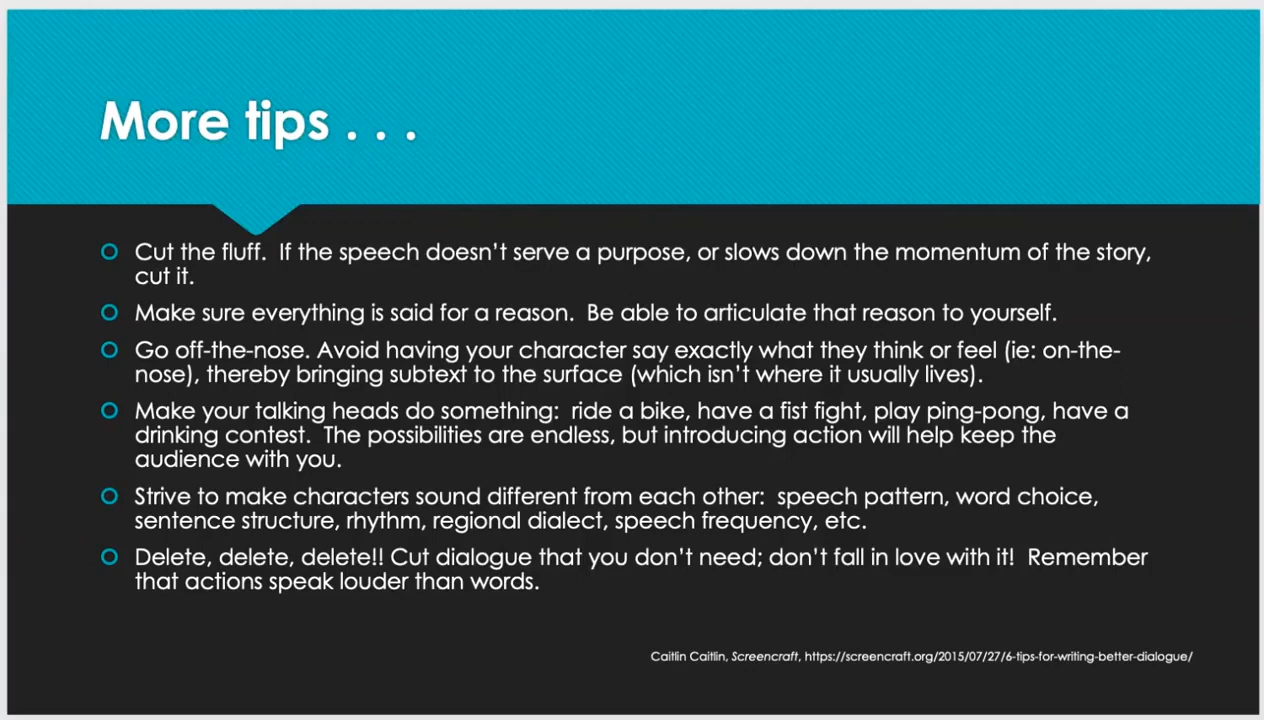 More tips . . .
Cut the fluff.  If the speech doesn't serve a purpose, or slows down the momentum of the story,
cut it.
Make sure everything is said for a reason.  Be able to articulate that reason to yourself.
Go off-the-nose. Avoid having your character say exactly what they think or feel (ie: on-the-
nose), thereby bringing subtext to the surface (which isn't where it usually lives).
Make your talking heads do something:  ride a bike, have a fist fight, play ping-pong, have a
drinking contest.  The possibilities are endless, but introducing action will help keep the
audience with you.
Strive to make characters sound different from each other:  speech pattern, word choice,
sentence structure, rhythm, regional dialect, speech frequency, etc.
Delete, delete, delete!! Cut dialogue that you don't need; don't fall in love with it!  Remember
that actions speak louder than words.
Caitlin Caitlin, Screencraft, https://screencraft.org/2015/07/27/6-tips-for-writing-better-dialogue/